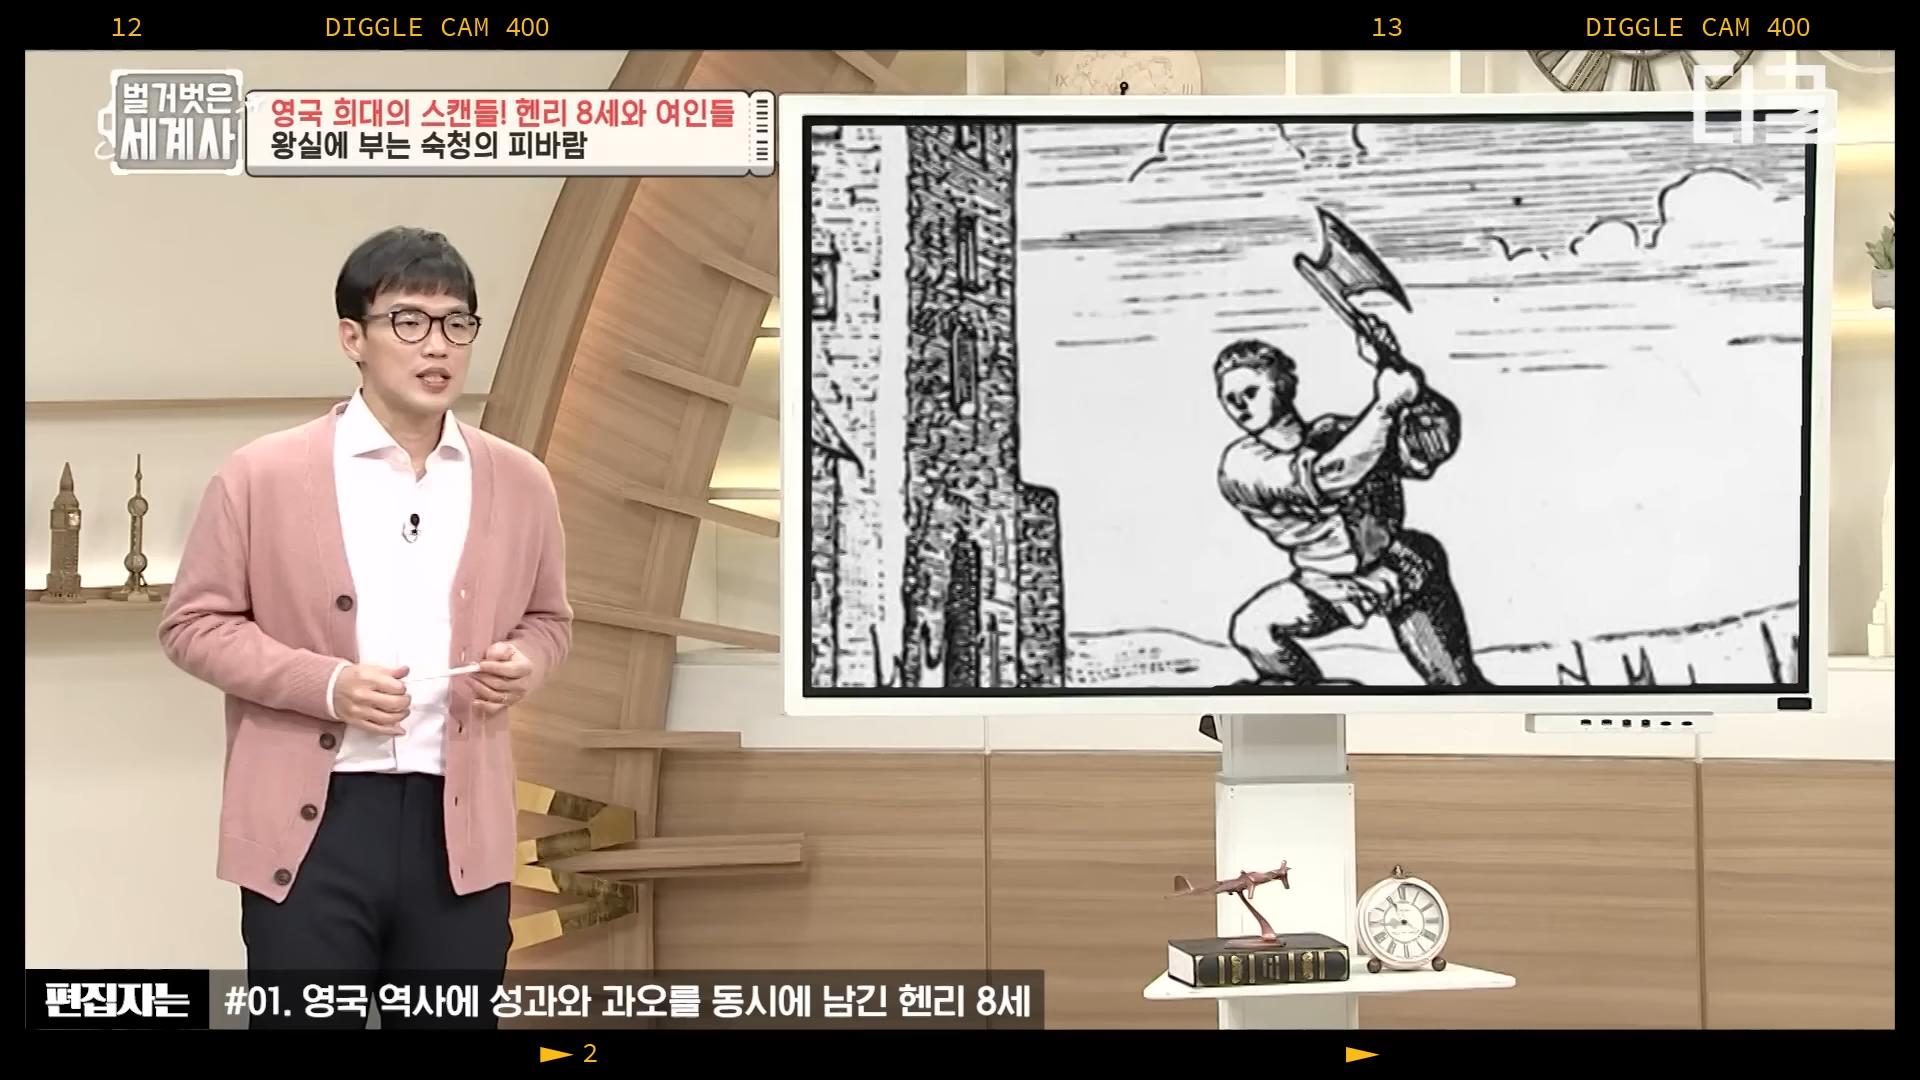 12 DIGGLE CAM 400 13 DIGGLE CAM 400
벌거벗은
세계사
영국 희대의 스캔들! 헨리 8세와 여인들
왕실에 부는 숙청의 피바람
디글
편집자는
#01. 영국 역사에 성과와 과오를 동시에 남긴 헨리 8세
2